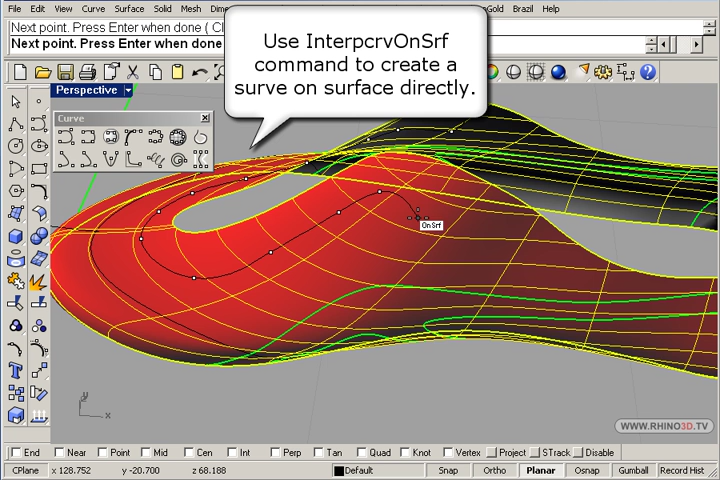 File Edit View Curve Surface Solid Mesh Dim
Gold Brazil Help
Next point. Press Enter when done ( Cl
Next point. Press Enter when done
Use InterpcrvOnSrf
command to create a
surve on surface directly.
Perspective
Curve
OnSrf
y
x
WWW.RHINO3D.TV
End Near Point Mid Cen Int Perp Tan Quad Knot Vertex Project STrack Disable
CPlane x 128.752 y -20.700 z 68.188 Default Snap Ortho Planar Osnap Gumball Record Hist